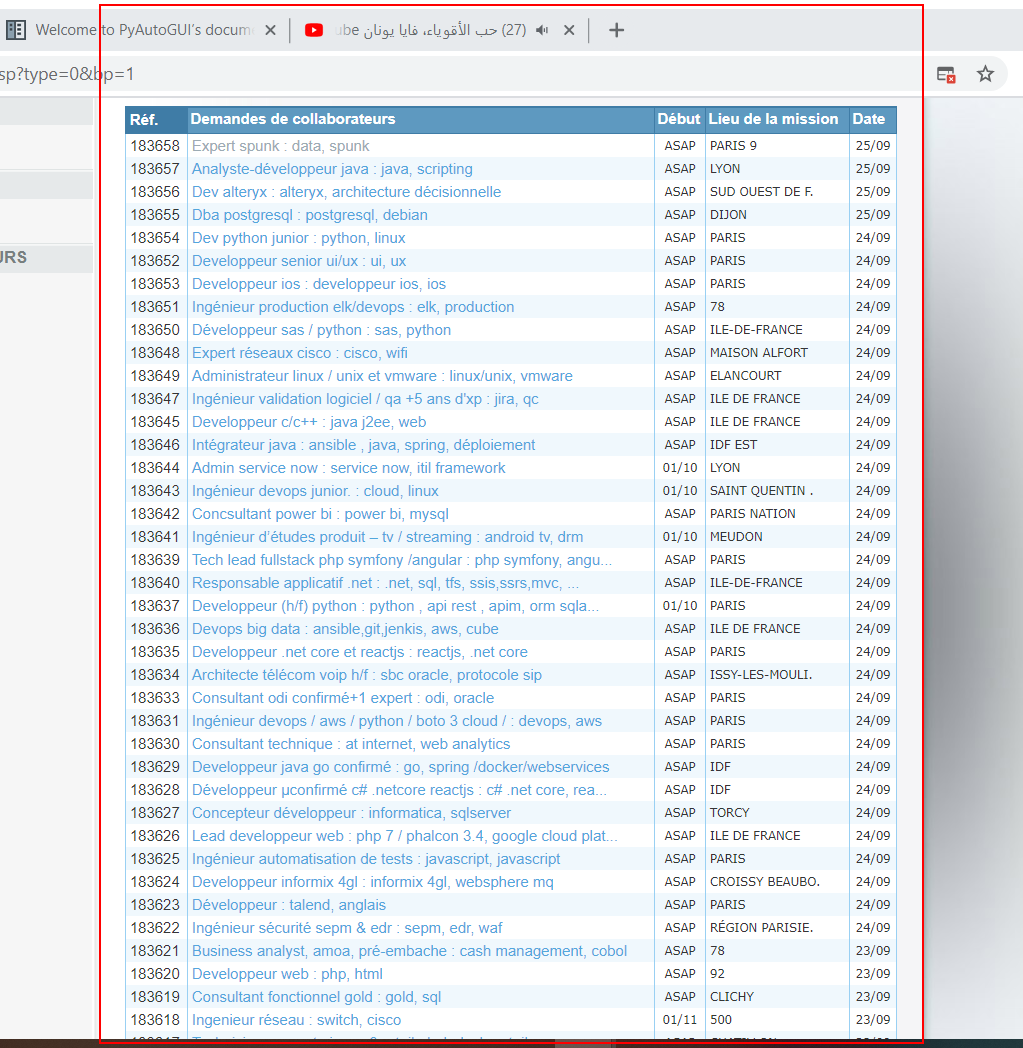 Welcome to PyAutoGUI's docum
(27) حب الأقوياء، فايا يونان ube
sp?type=0&bp=1
URS
Réf. Demandes de collaborateurs Début Lieu de la mission Date
183658 Expert spunk : data, spunk ASAP PARIS 9 25/09
183657 Analyste-développeur java : java, scripting ASAP LYON 25/09
183656 Dev alteryx : alteryx, architecture décisionnelle ASAP SUD OUEST DE F. 25/09
183655 Dba postgresql : postgresql, debian ASAP DIJON 25/09
183654 Dev python junior : python, linux ASAP PARIS 24/09
183652 Developpeur senior ui/ux : ui, ux ASAP PARIS 24/09
183653 Developpeur ios : developpeur ios, ios ASAP PARIS 24/09
183651 Ingénieur production elk/devops : elk, production ASAP 78 24/09
183650 Développeur sas / python : sas, python ASAP ILE-DE-FRANCE 24/09
183648 Expert réseaux cisco : cisco, wifi ASAP MAISON ALFORT 24/09
183649 Administrateur linux / unix et vmware : linux/unix, vmware ASAP ELANCOURT 24/09
183647 Ingénieur validation logiciel / qa +5 ans d'xp : jira, qc ASAP ILE DE FRANCE 24/09
183645 Developpeur c/c++ : java j2ee, web ASAP ILE DE FRANCE 24/09
183646 Intégrateur java : ansible , java, spring, déploiement ASAP IDF EST 24/09
183644 Admin service now : service now, itil framework 01/10 LYON 24/09
183643 Ingénieur devops junior. : cloud, linux 01/10 SAINT QUENTIN . 24/09
183642 Concsultant power bi : power bi, mysql ASAP PARIS NATION 24/09
183641 Ingénieur d'études produit – tv / streaming : android tv, drm 01/10 MEUDON 24/09
183639 Tech lead fullstack php symfony /angular : php symfony, angu... ASAP PARIS 24/09
183640 Responsable applicatif .net : .net, sql, tfs, ssis,ssrs,mvc, ... ASAP ILE-DE-FRANCE 24/09
183637 Developpeur (h/f) python : python , api rest , apim, orm sqla... 01/10 PARIS 24/09
183636 Devops big data : ansible,git,jenkis, aws, cube ASAP ILE DE FRANCE 24/09
183635 Developpeur .net core et reactjs : reactjs, .net core ASAP PARIS 24/09
183634 Architecte télécom voip h/f : sbc oracle, protocole sip ASAP ISSY-LES-MOULI. 24/09
183633 Consultant odi confirmé+1 expert : odi, oracle ASAP PARIS 24/09
183631 Ingénieur devops / aws / python / boto 3 cloud / : devops, aws ASAP PARIS 24/09
183630 Consultant technique : at internet, web analytics ASAP PARIS 24/09
183629 Développeur java go confirmé : go, spring /docker/webservices ASAP IDF 24/09
183628 Développeur µconfirmé c# .netcore reactjs : c# .net core, rea... ASAP IDF 24/09
183627 Concepteur développeur : informatica, sqlserver ASAP TORCY 24/09
183626 Lead developpeur web : php 7 / phalcon 3.4, google cloud plat... ASAP ILE DE FRANCE 24/09
183625 Ingénieur automatisation de tests : javascript, javascript ASAP PARIS 24/09
183624 Developpeur informix 4gl : informix 4gl, websphere mq ASAP CROISSY BEAUBO. 24/09
183623 Développeur : talend, anglais ASAP PARIS 24/09
183622 Ingénieur sécurité sepm & edr : sepm, edr, waf ASAP RÉGION PARISIE. 24/09
183621 Business analyst, amoa, pré-embache : cash management, cobol ASAP 78 23/09
183620 Developpeur web : php, html ASAP 92 23/09
183619 Consultant fonctionnel gold : gold, sql ASAP CLICHY 23/09
183618 Ingenieur réseau : switch, cisco 01/11 500 23/09